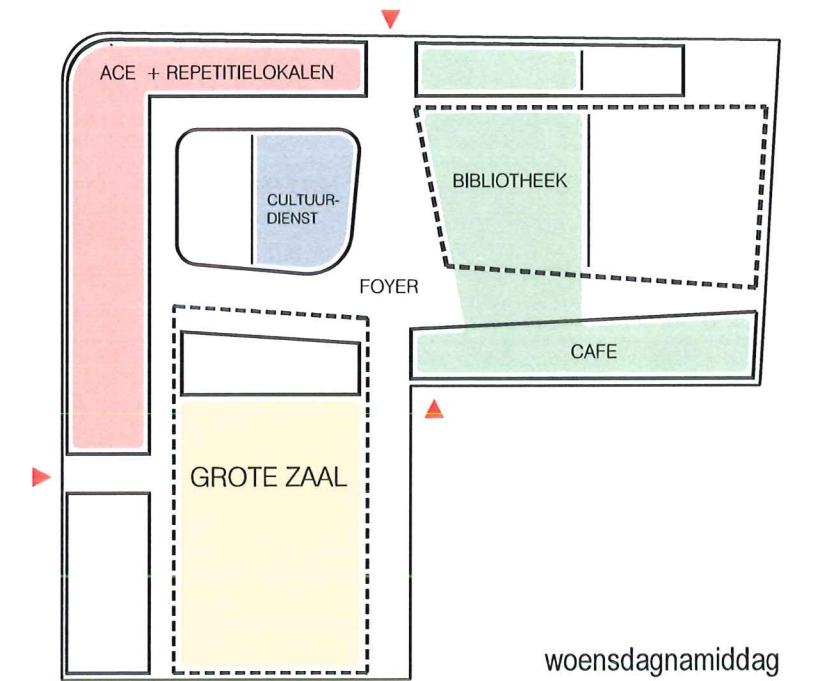 ACE + REPETITIELOKALEN
CULTUUR-
DIENST
BIBLIOTHEEK
FOYER
CAFE
GROTE ZAAL
woensdagnamiddag